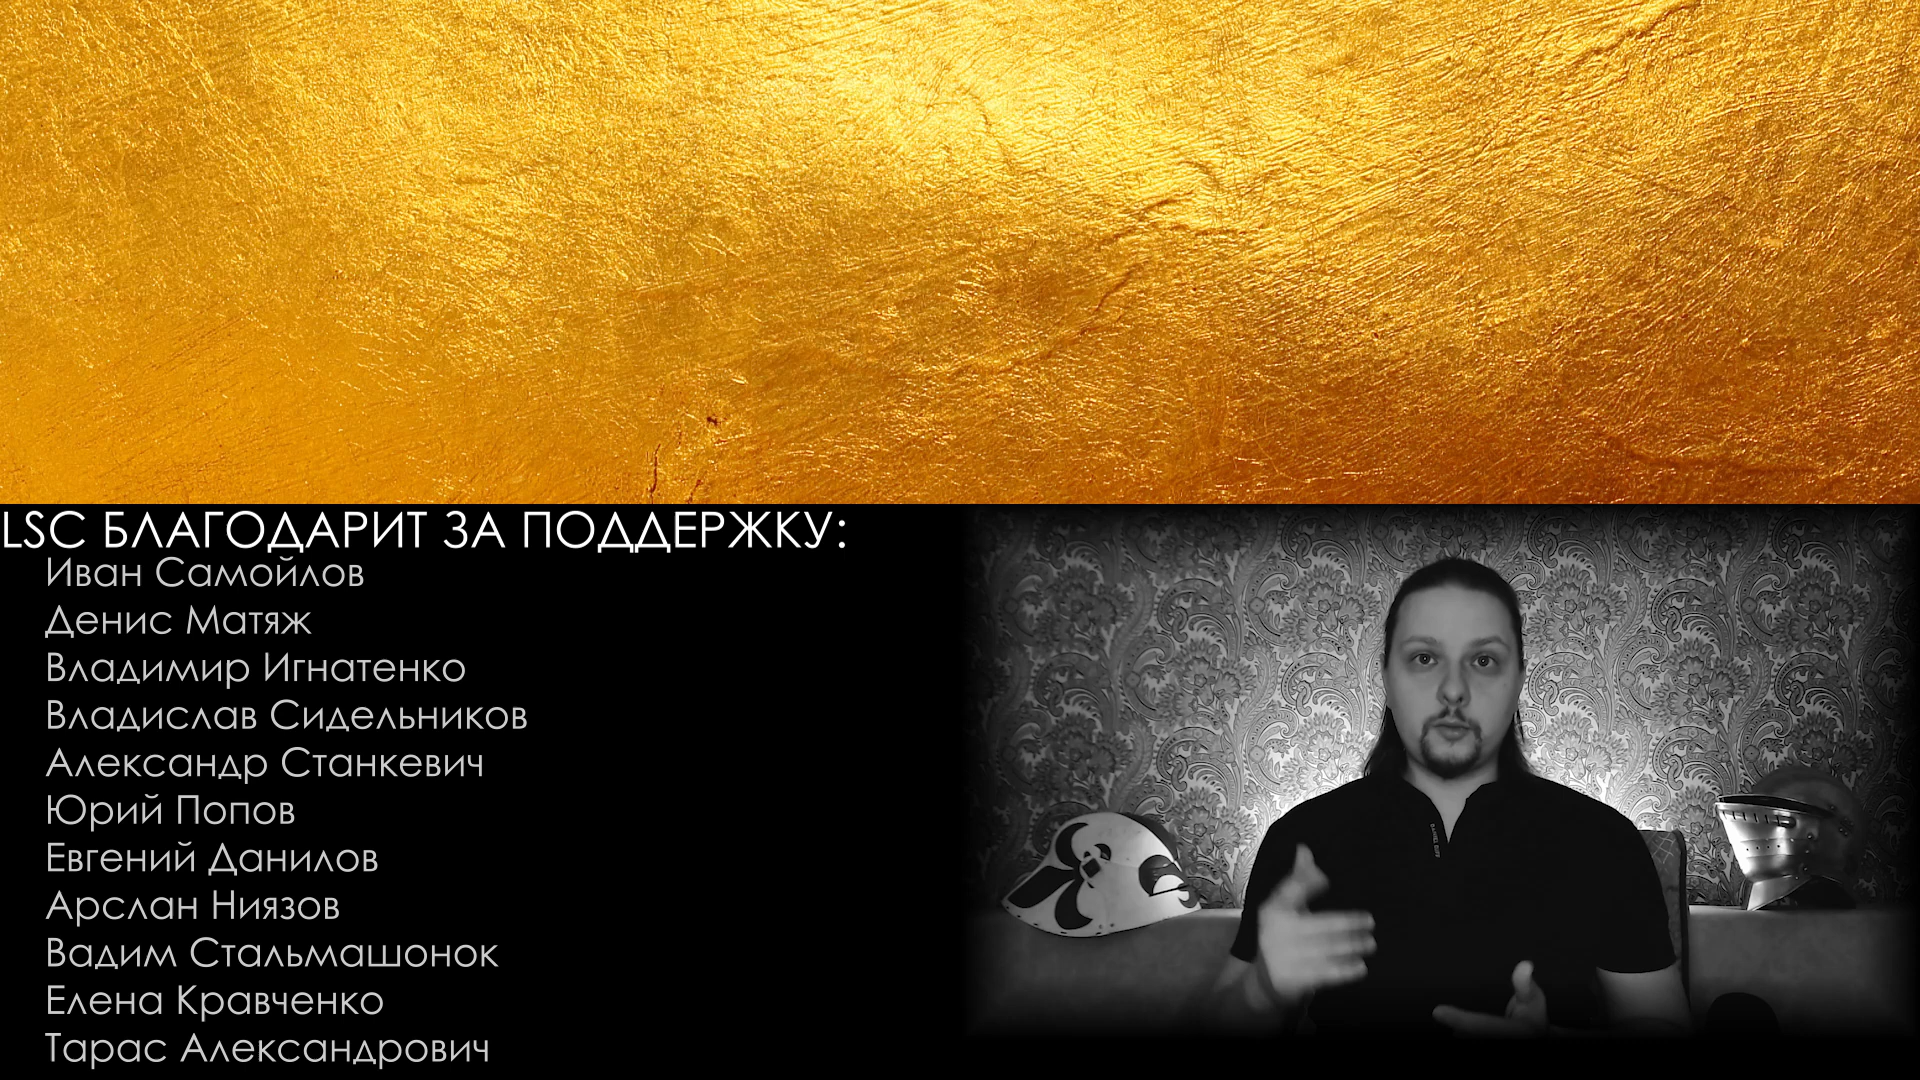 LSC БЛАГОДАРИТ ЗА ПОДДЕРЖКУ:
Иван Самойлов
Денис Матяж
Владимир Игнатенко
Владислав Сидельников
Александр Станкевич
Юрий Попов
Евгений Данилов
Арслан Ниязов
Вадим Стальмашонок
Елена Кравченко
Тарас Александрович